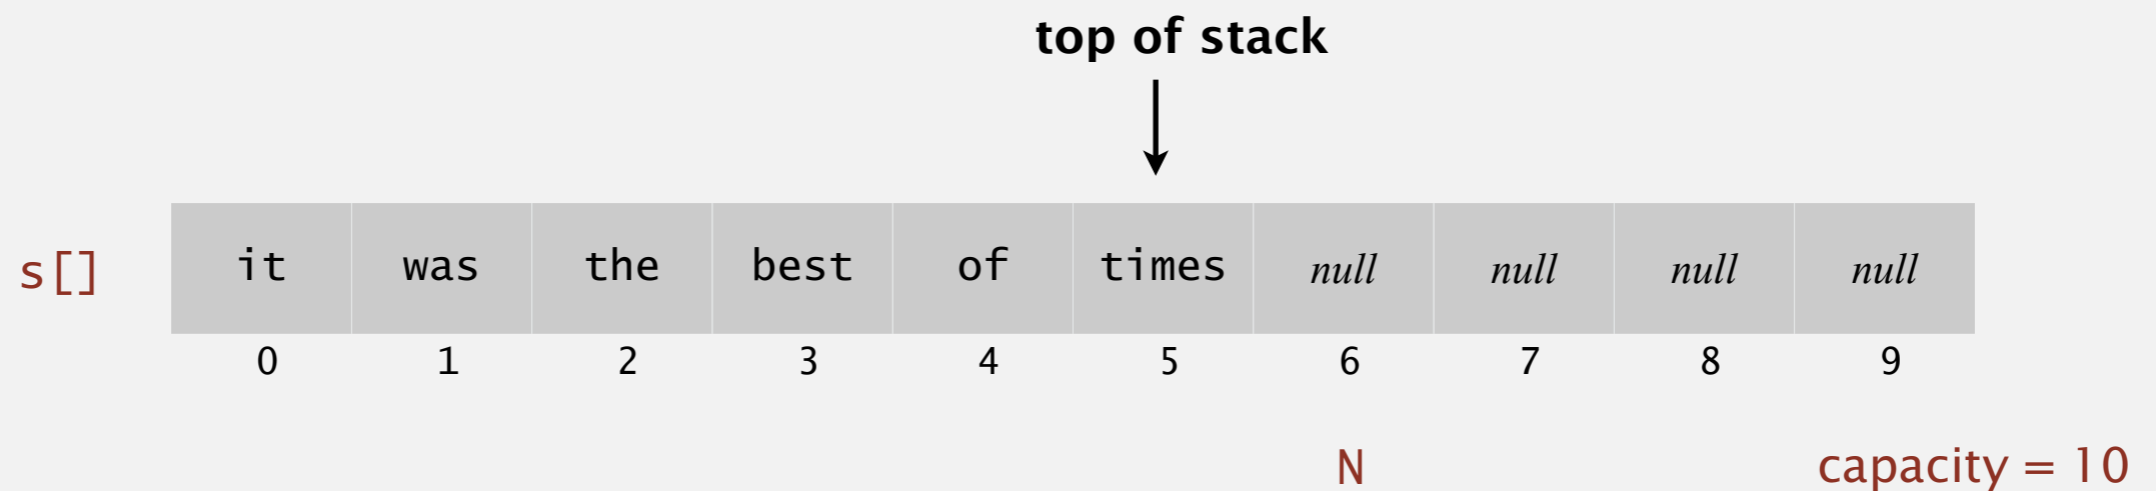 top of stack
s[] it was the best of times null null null null
0 1 2 3 4 5 6 7 8 9
N capacity = 10